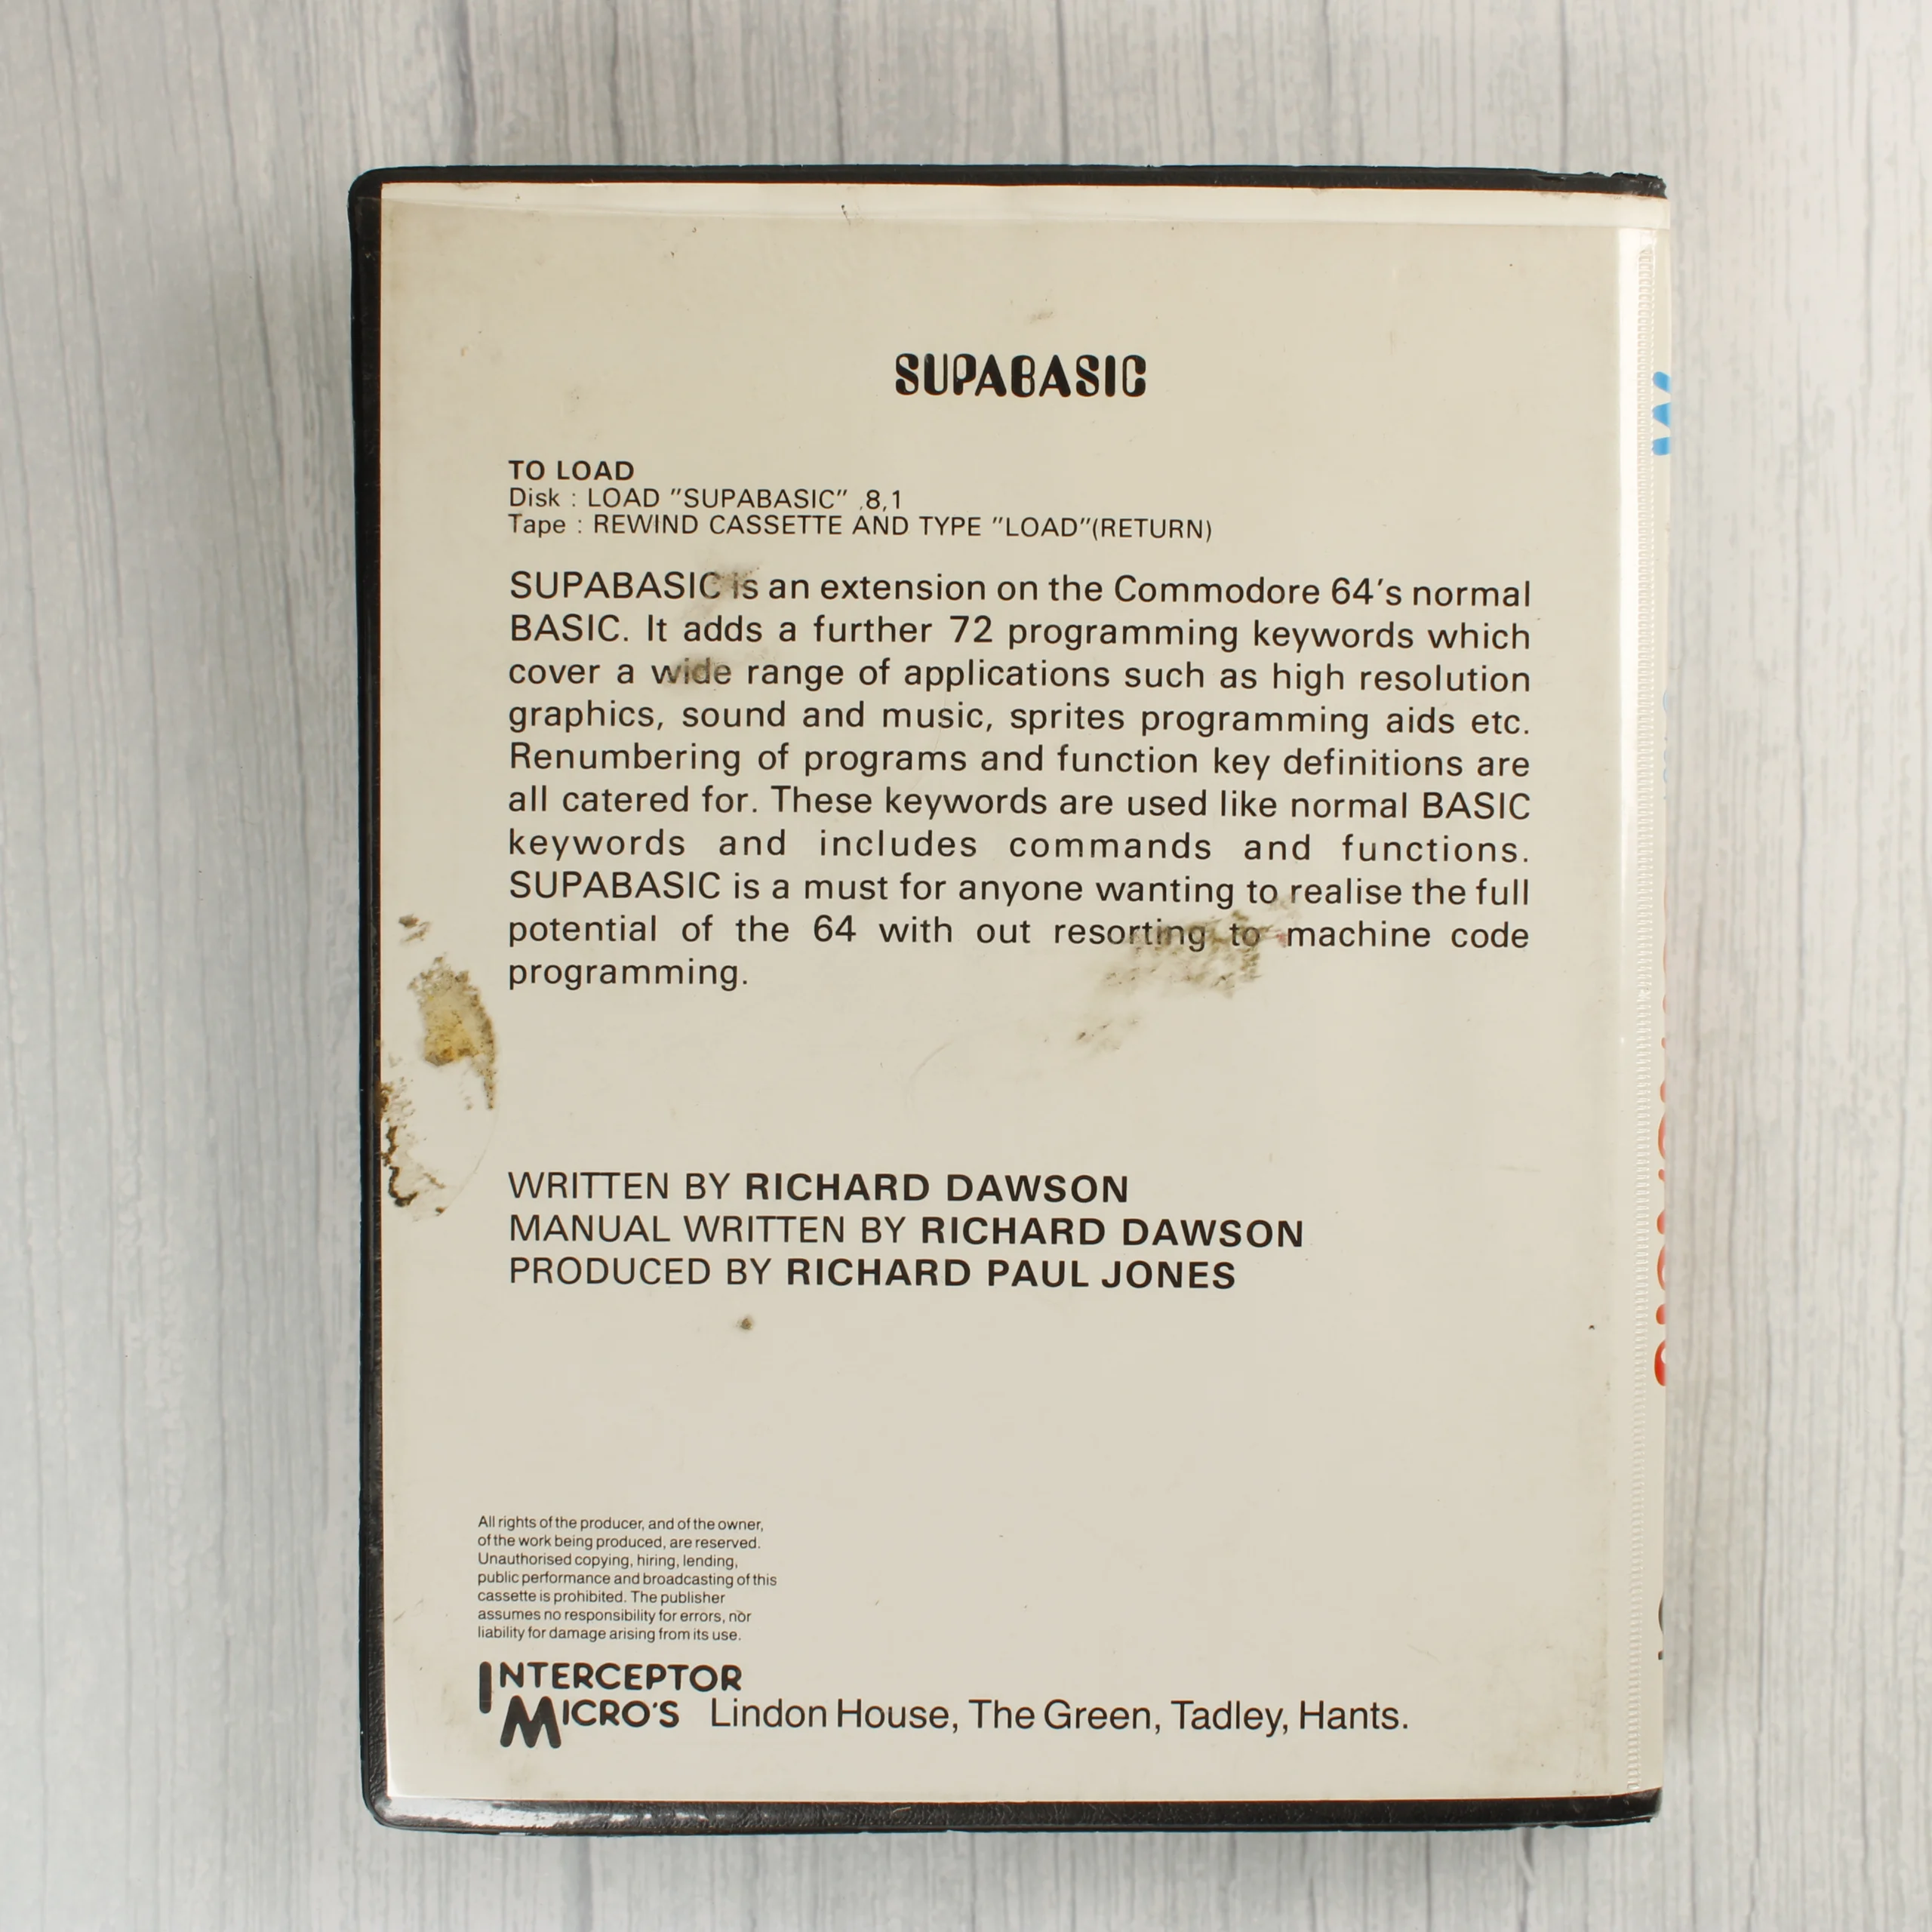 SUPABASIC
TO LOAD
Disk : LOAD "SUPABASIC" ,8,1
Tape : REWIND CASSETTE AND TYPE "LOAD"(RETURN)
SUPABASIC is an extension on the Commodore 64's normal
BASIC. It adds a further 72 programming keywords which
cover a wide range of applications such as high resolution
graphics, sound and music, sprites programming aids etc.
Renumbering of programs and function key definitions are
all catered for. These keywords are used like normal BASIC
keywords and includes commands and functions.
SUPABASIC is a must for anyone wanting to realise the full
potential of the 64 with out resorting to machine code
programming.
WRITTEN BY RICHARD DAWSON
MANUAL WRITTEN BY RICHARD DAWSON
PRODUCED BY RICHARD PAUL JONES
All rights of the producer, and of the owner,
of the work being produced, are reserved.
Unauthorised copying, hiring, lending,
public performance and broadcasting of this
cassette is prohibited. The publisher
assumes no responsibility for errors, nor
liability for damage arising from its use.
INTERCEPTOR
MICRO'S Lindon House, The Green, Tadley, Hants.